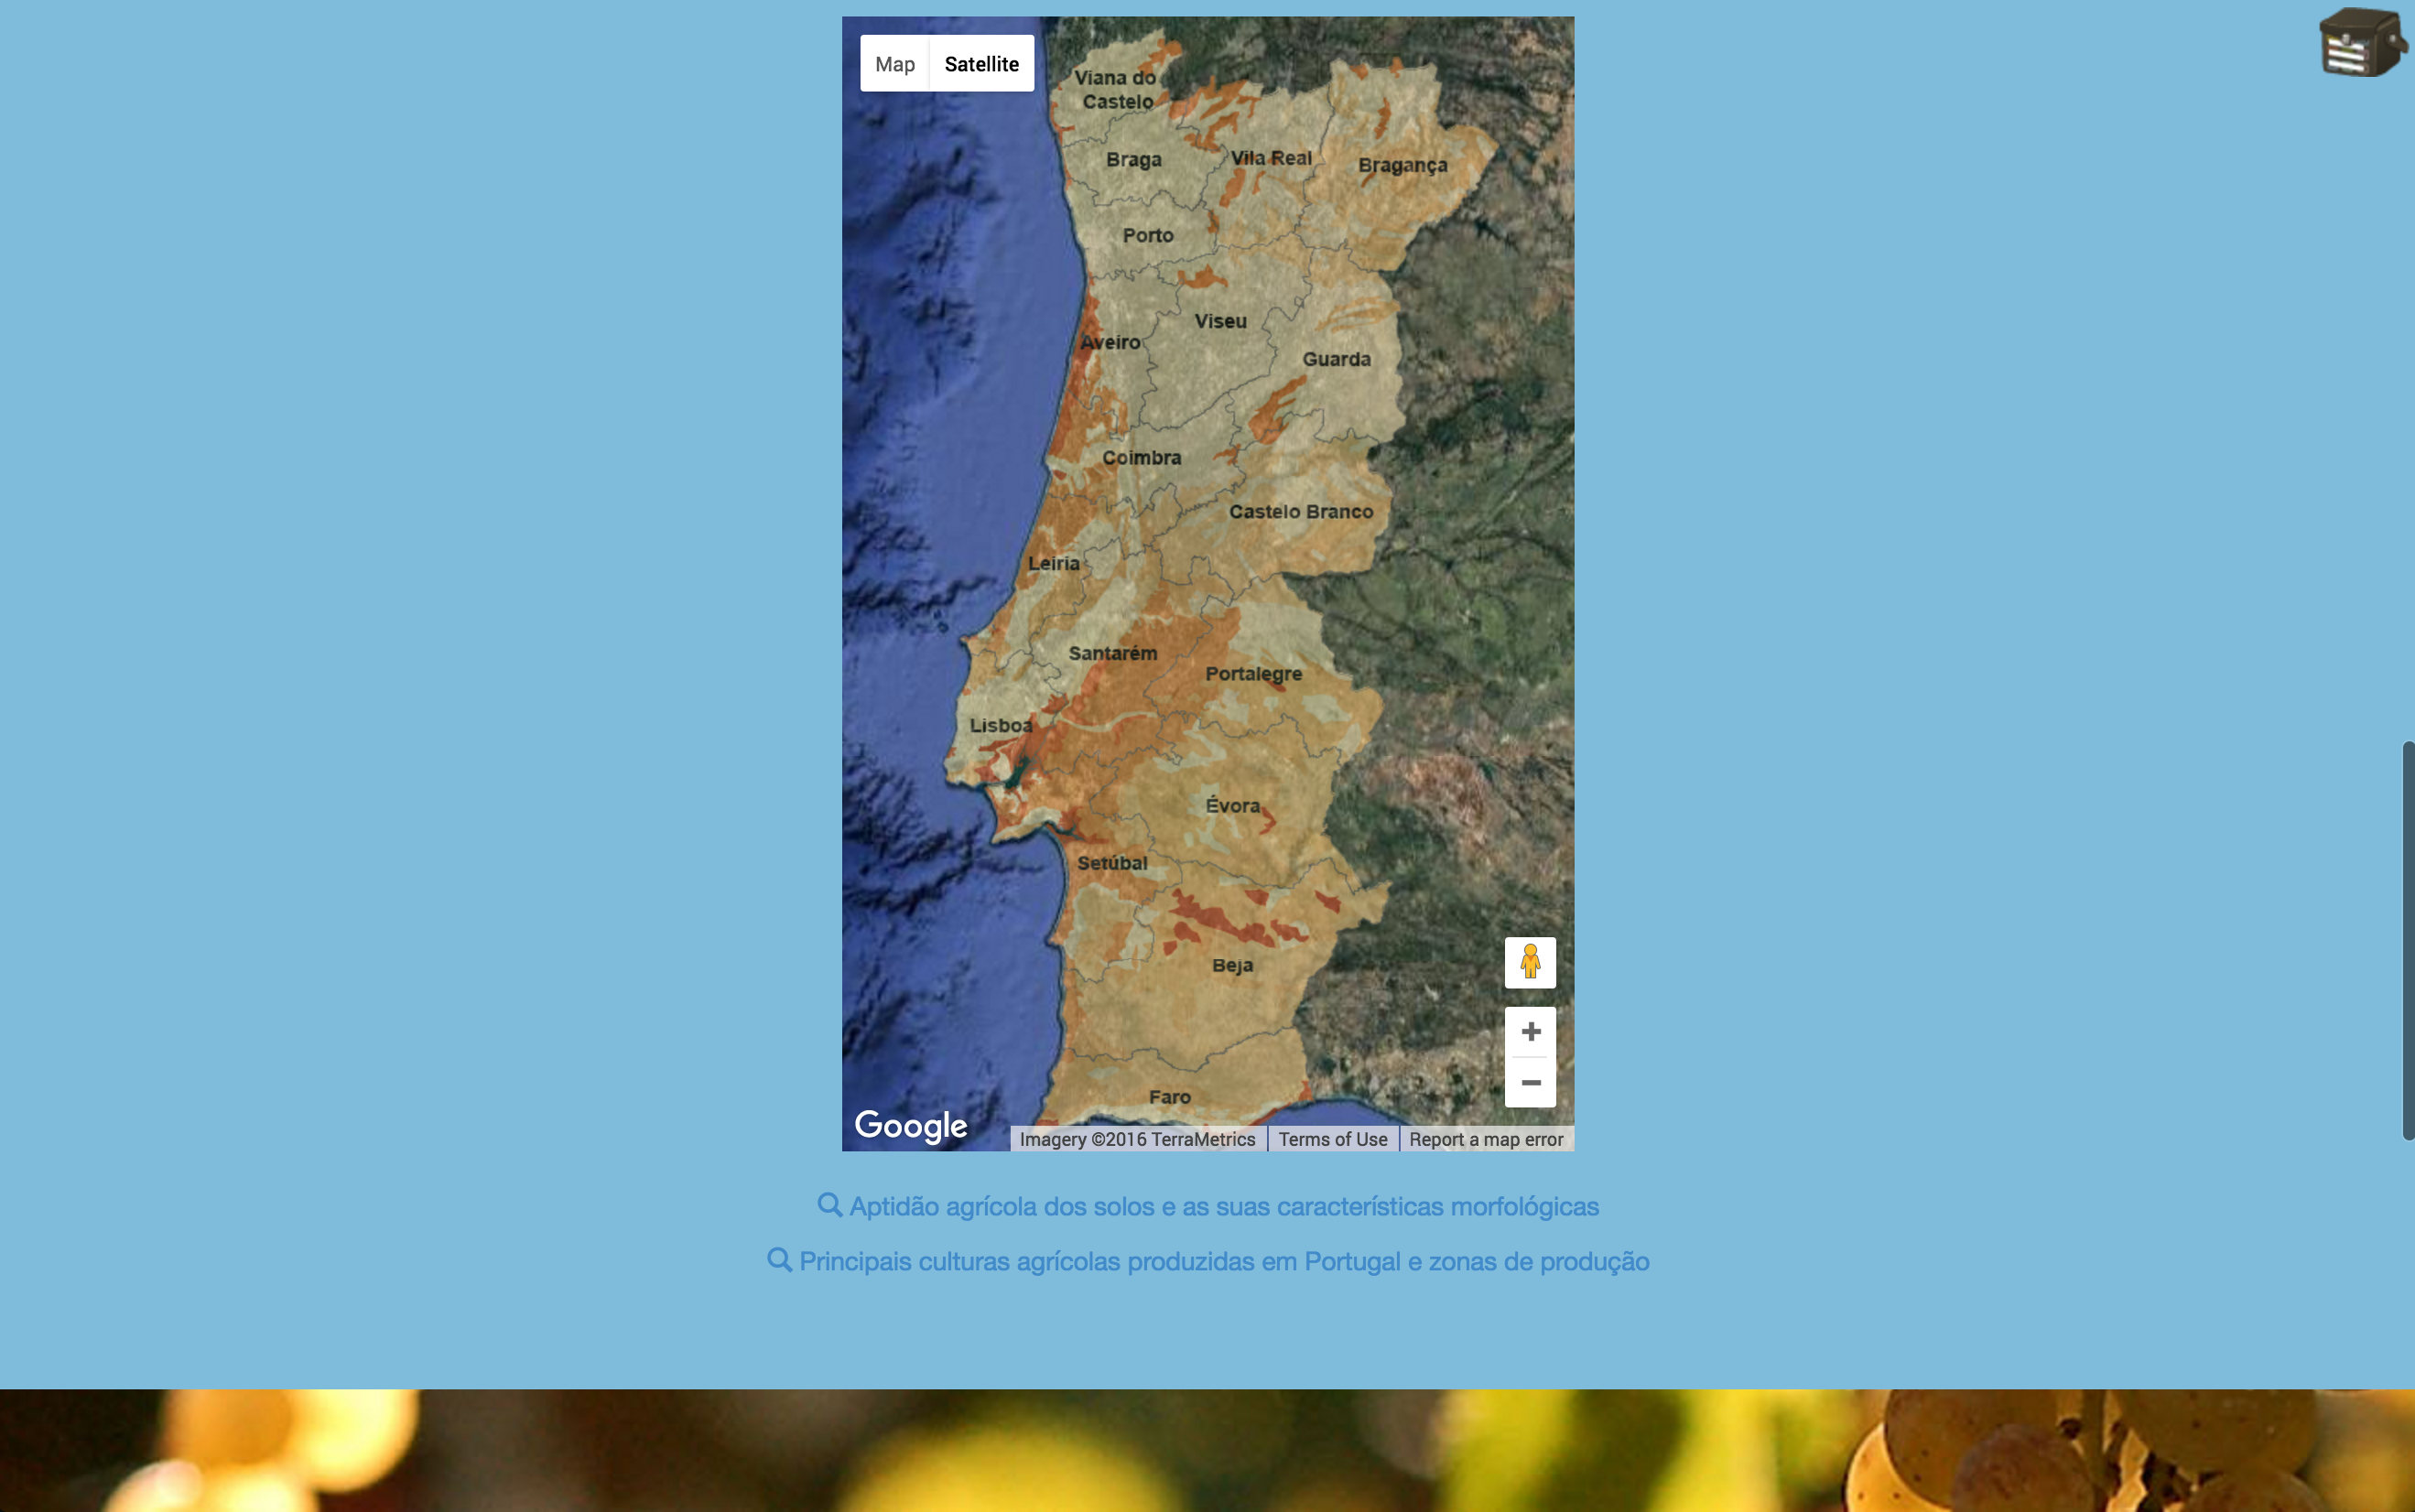 Map
Satellite
Viana do
Castelo
Braga
Vila Real
Bragança
Porto
Viseu
Aveiro
Guarda
Coimbra
Castelo Branco
Leiria
Santarém
Portalegre
Lisboa
Évora
Setúbal
Beja
Faro
Google
Imagery ©2016 TerraMetrics
Terms of Use
Report a map error
Aptidão agrícola dos solos e as suas características morfológicas
Principais culturas agrícolas produzidas em Portugal e zonas de produção